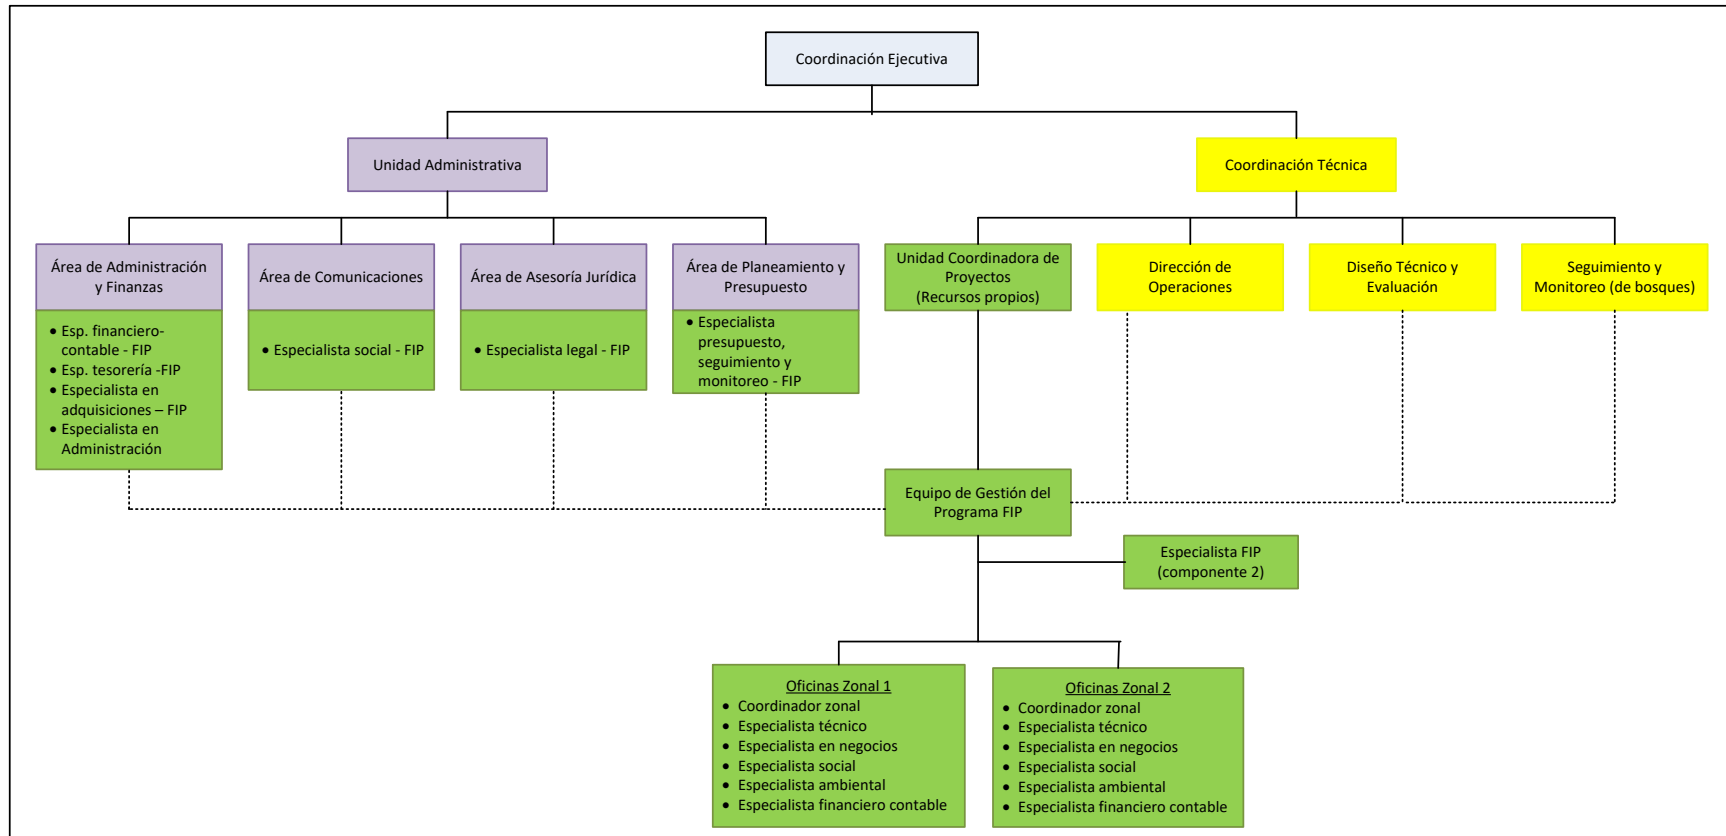 Coordinación Ejecutiva
Unidad Administrativa
Coordinación Técnica
Área de Administración
y Finanzas
Área de Comunicaciones
Área de Asesoría Jurídica
Área de Planeamiento y
Presupuesto
Unidad Coordinadora de
Proyectos
(Recursos propios)
Dirección de
Operaciones
Diseño Técnico y
Evaluación
Seguimiento y
Monitoreo (de bosques)
• Esp. financiero-
contable - FIP
• Esp. tesorería -FIP
• Especialista en
adquisiciones – FIP
• Especialista en
Administración
• Especialista social - FIP
• Especialista legal - FIP
• Especialista
presupuesto,
seguimiento y
monitoreo - FIP
Equipo de Gestión del
Programa FIP
Especialista FIP
(componente 2)
Oficinas Zonal 1
• Coordinador zonal
• Especialista técnico
• Especialista en negocios
• Especialista social
• Especialista ambiental
• Especialista financiero contable
Oficinas Zonal 2
• Coordinador zonal
• Especialista técnico
• Especialista en negocios
• Especialista social
• Especialista ambiental
• Especialista financiero contable